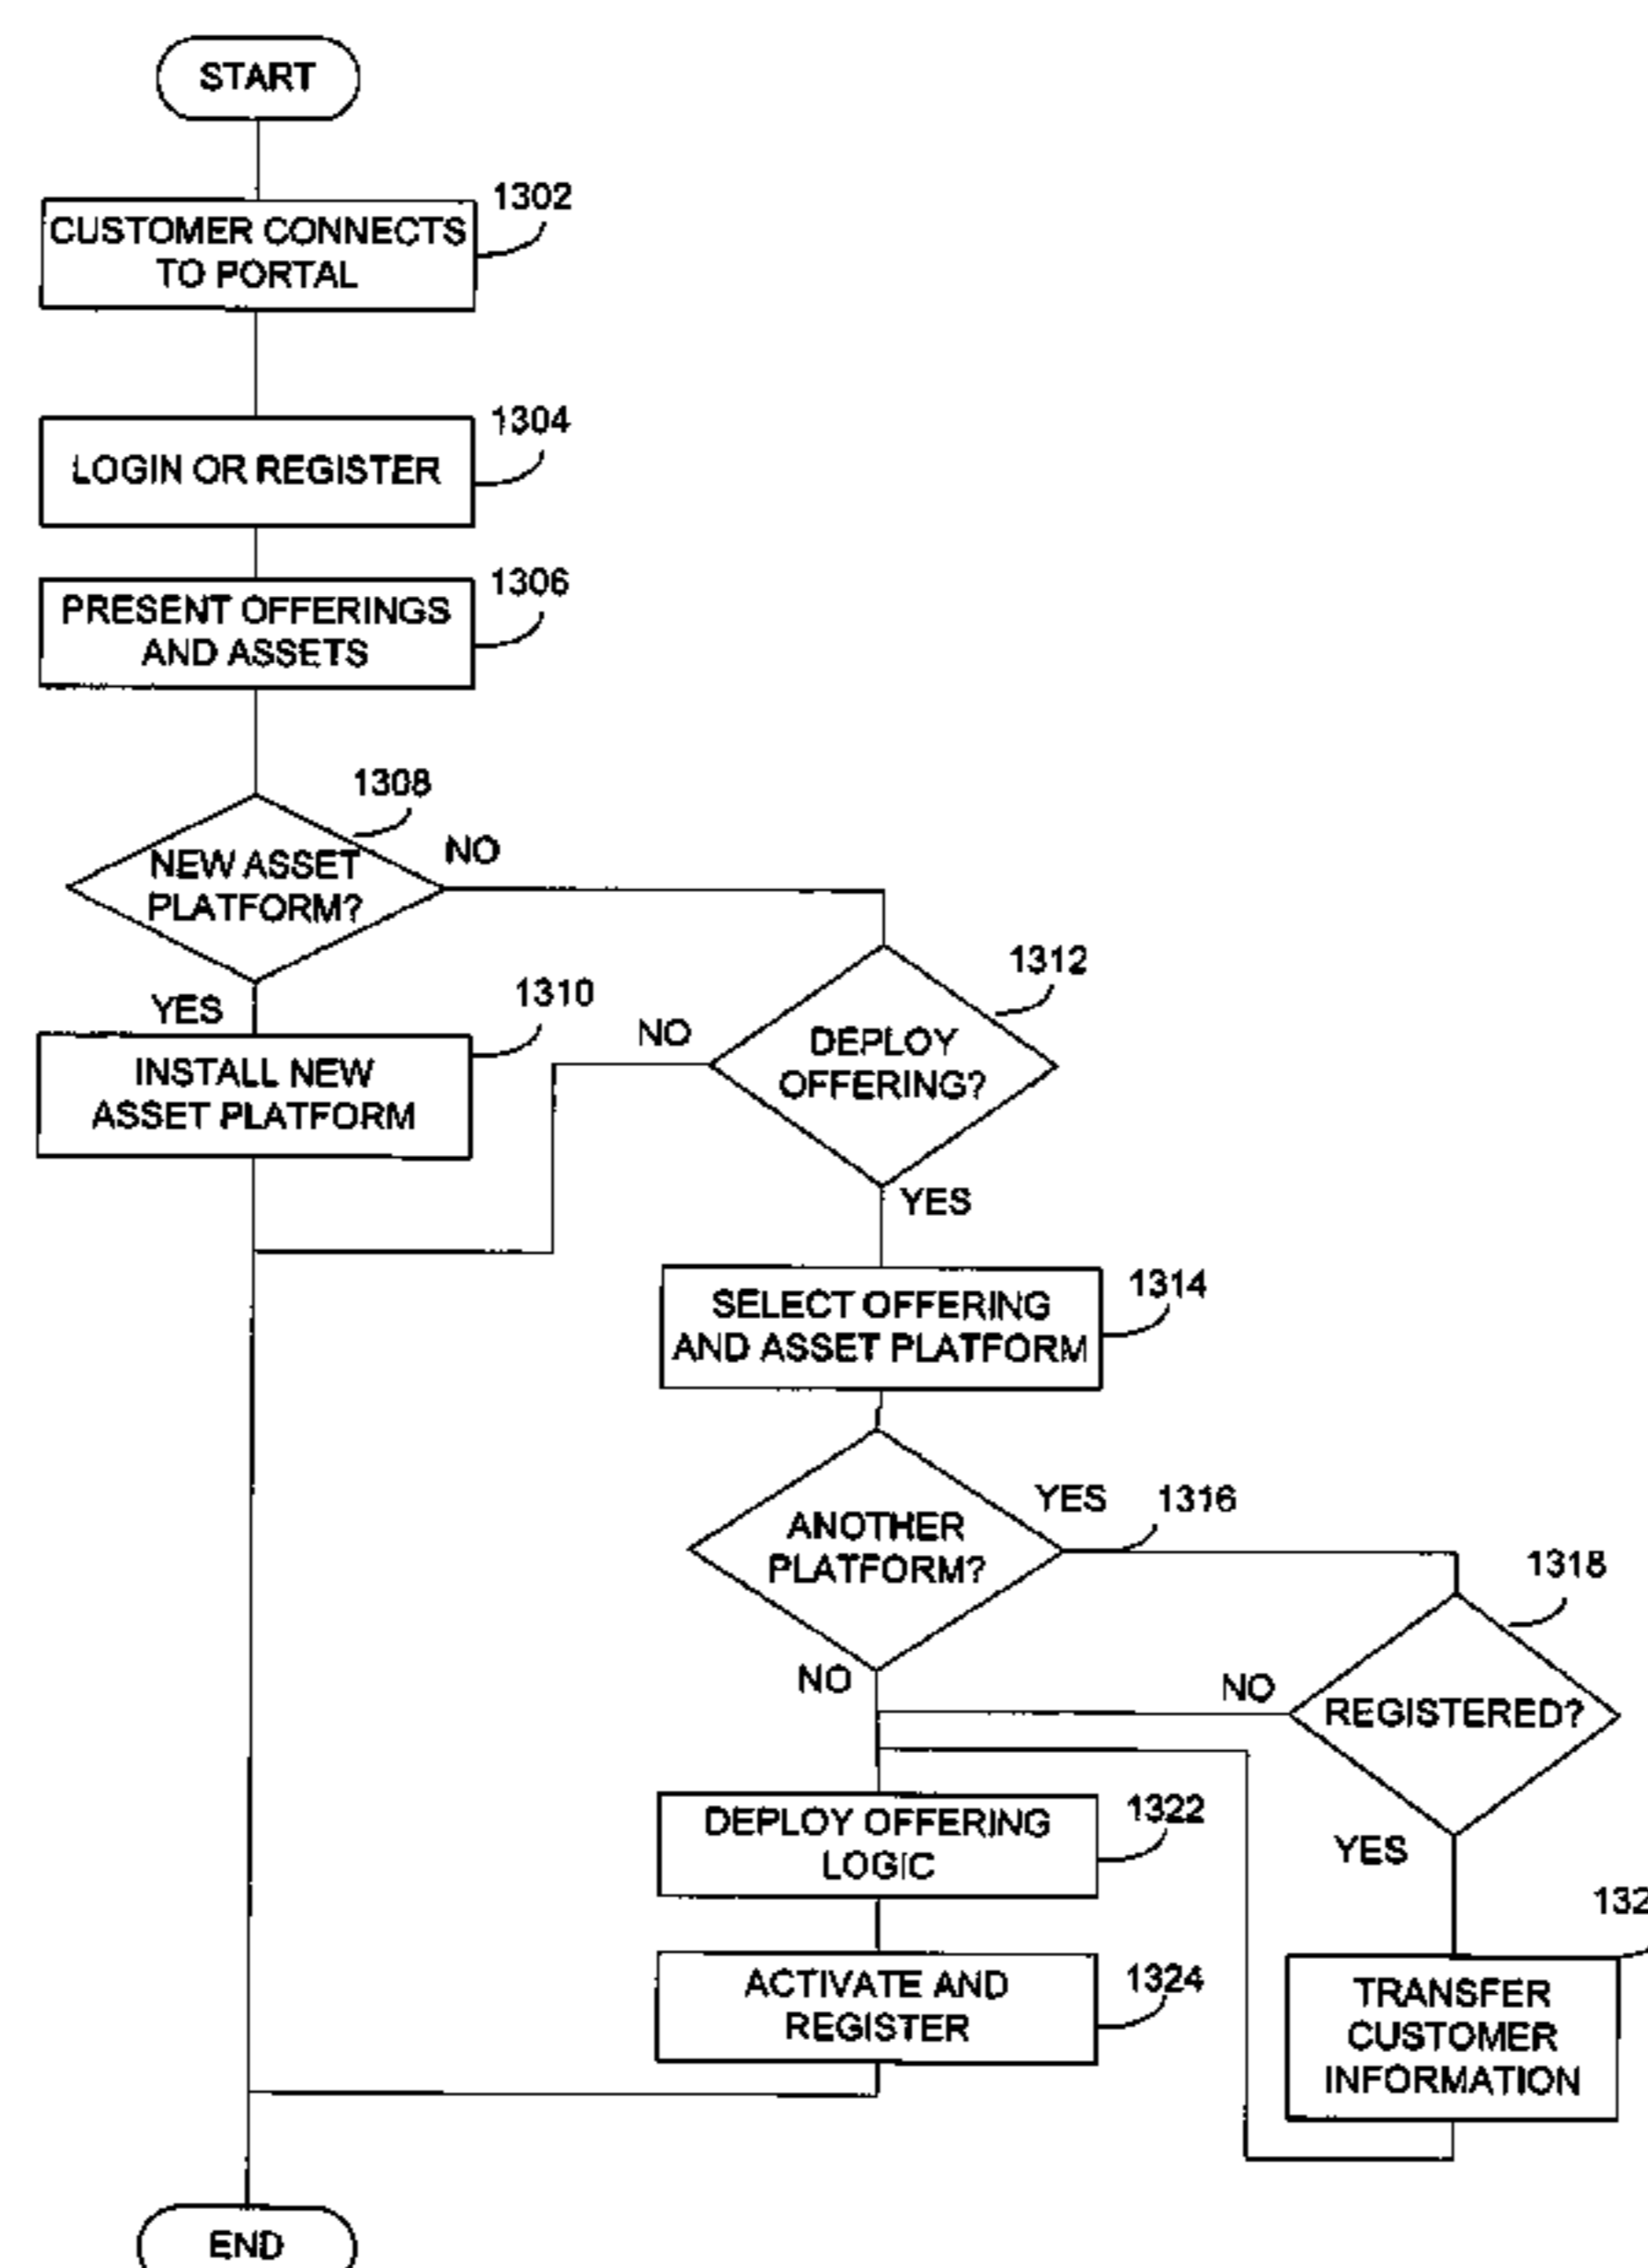 START
CUSTOMER CONNECTS
TO PORTAL
1302
LOGIN OR REGISTER
1304
PRESENT OFFERINGS
AND ASSETS
1306
1308
NEW ASSET
PLATFORM?
NO
YES
1310
INSTALL NEW
ASSET PLATFORM
1312
DEPLOY
OFFERING?
NO
YES
SELECT OFFERING
AND ASSET PLATFORM
1314
ANOTHER
PLATFORM?
YES
1316
NO
1318
REGISTERED?
NO
YES
DEPLOY OFFERING
LOGIC
1322
ACTIVATE AND
REGISTER
1324
TRANSFER
CUSTOMER
INFORMATION
END